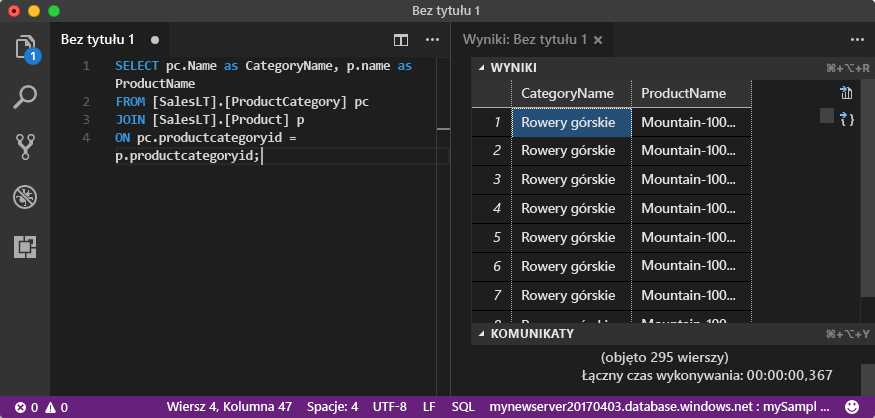 Bez tytułu 1
Bez tytułu 1
Wyniki: Bez tytułu 1
1
1 SELECT pc.Name as CategoryName, p.name as
ProductName
2 FROM [SalesLT].[ProductCategory] pc
3 JOIN [SalesLT].[Product] p
4 ON pc.productcategoryid =
p.productcategoryid;
WYNIKI ⌘+⌥+R
CategoryName ProductName
1 Rowery górskie Mountain-100...
2 Rowery górskie Mountain-100...
3 Rowery górskie Mountain-100...
4 Rowery górskie Mountain-100...
5 Rowery górskie Mountain-100...
6 Rowery górskie Mountain-100...
7 Rowery górskie Mountain-100...
KOMUNIKATY ⌘+⌥+Y
(objęto 295 wierszy)
Łączny czas wykonywania: 00:00:00,367
0 0 Wiersz 4, Kolumna 47 Spacje: 4 UTF-8 LF SQL mynewserver20170403.database.windows.net : mySampl ...